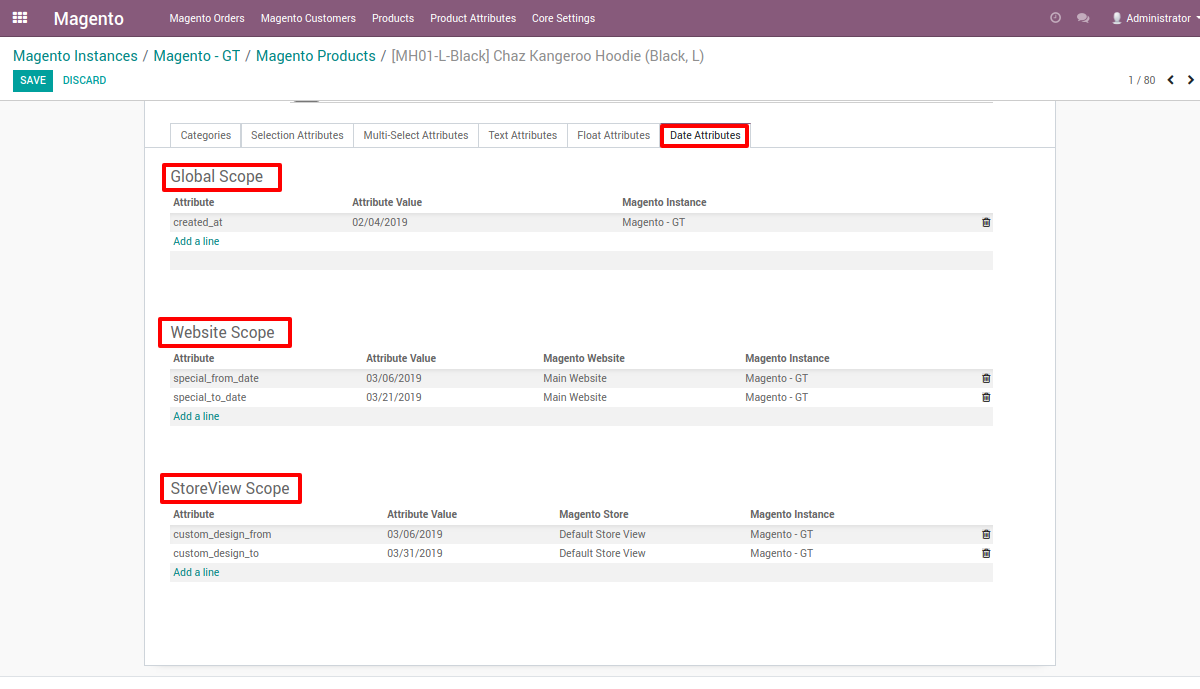 Magento Magento Orders Magento Customers Products Product Attributes Core Settings Administrator
Magento Instances / Magento - GT / Magento Products / [MH01-L-Black] Chaz Kangeroo Hoodie (Black, L)
SAVE DISCARD 1 / 80
Categories Selection Attributes Multi-Select Attributes Text Attributes Float Attributes Date Attributes
Global Scope
Attribute Attribute Value Magento Instance
created_at 02/04/2019 Magento - GT
Add a line
Website Scope
Attribute Attribute Value Magento Website Magento Instance
special_from_date 03/06/2019 Main Website Magento - GT
special_to_date 03/21/2019 Main Website Magento - GT
Add a line
StoreView Scope
Attribute Attribute Value Magento Store Magento Instance
custom_design_from 03/06/2019 Default Store View Magento - GT
custom_design_to 03/31/2019 Default Store View Magento - GT
Add a line